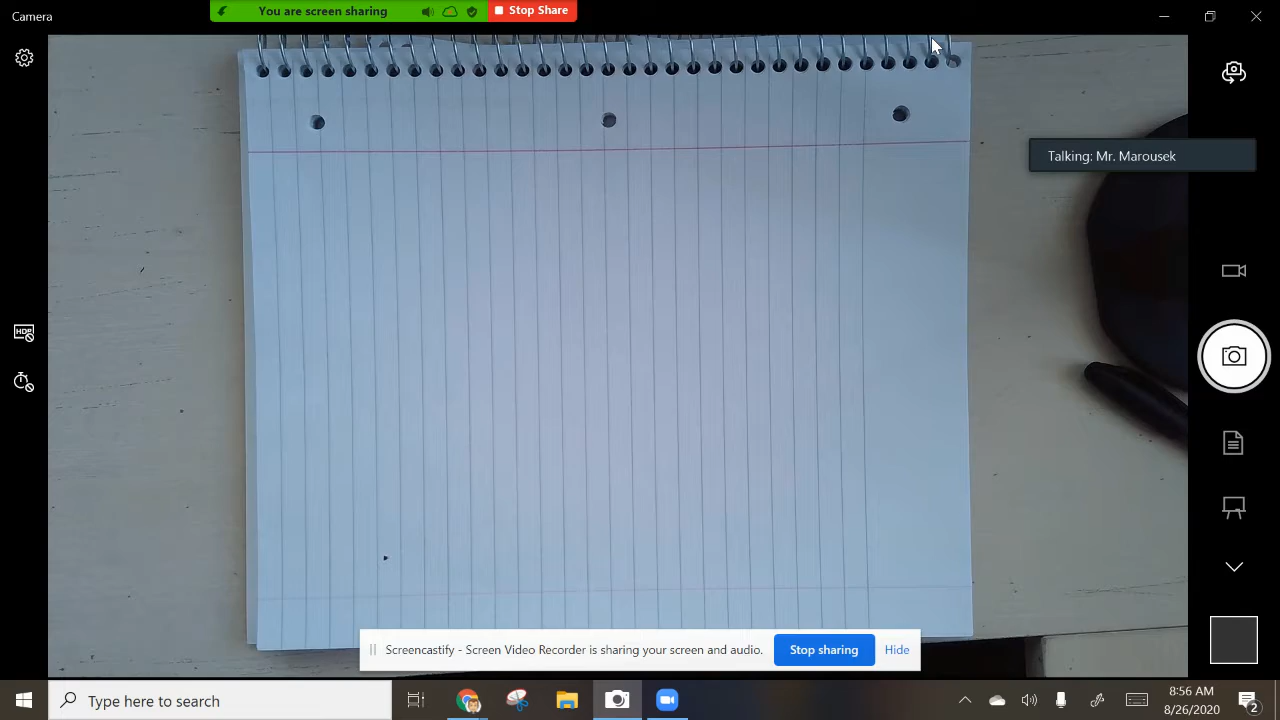 Camera
You are screen sharing
Stop Share
Talking: Mr. Marousek
HDR
Screencastify - Screen Video Recorder is sharing your screen and audio.
Stop sharing
Hide
Type here to search
8:56 AM
8/26/2020
2